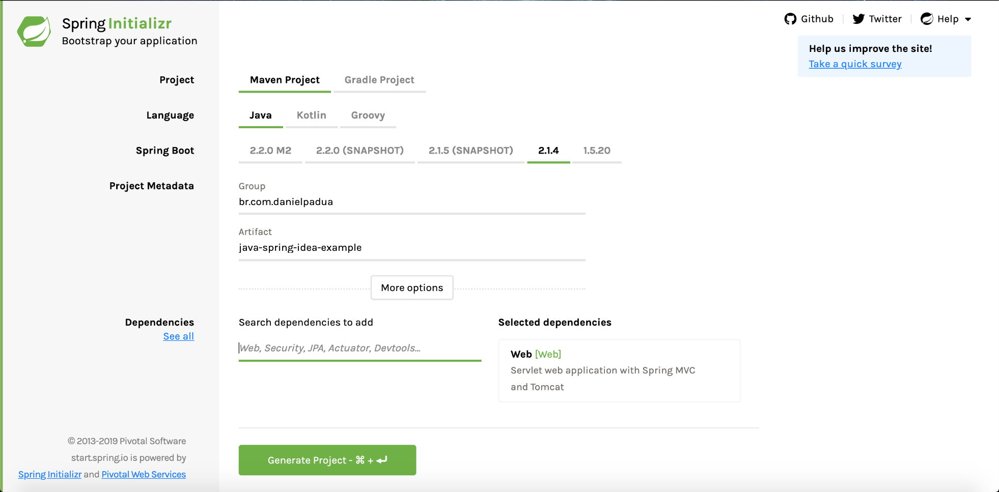 Spring Initializr
Bootstrap your application
Github
Twitter
Help
Help us improve the site!
Take a quick survey
Project
Maven Project
Gradle Project
Language
Java
Kotlin
Groovy
Spring Boot
2.2.0 M2
2.2.0 (SNAPSHOT)
2.1.5 (SNAPSHOT)
2.1.4
1.5.20
Project Metadata
Group
br.com.danielpadua
Artifact
java-spring-idea-example
More options
Dependencies
See all
Search dependencies to add
Web, Security, JPA, Actuator, Devtools...
Selected dependencies
Web [Web]
Servlet web application with Spring MVC
and Tomcat
© 2013-2019 Pivotal Software
start.spring.io is powered by
Spring Initializr and Pivotal Web Services
Generate Project - ⌘ + ↵